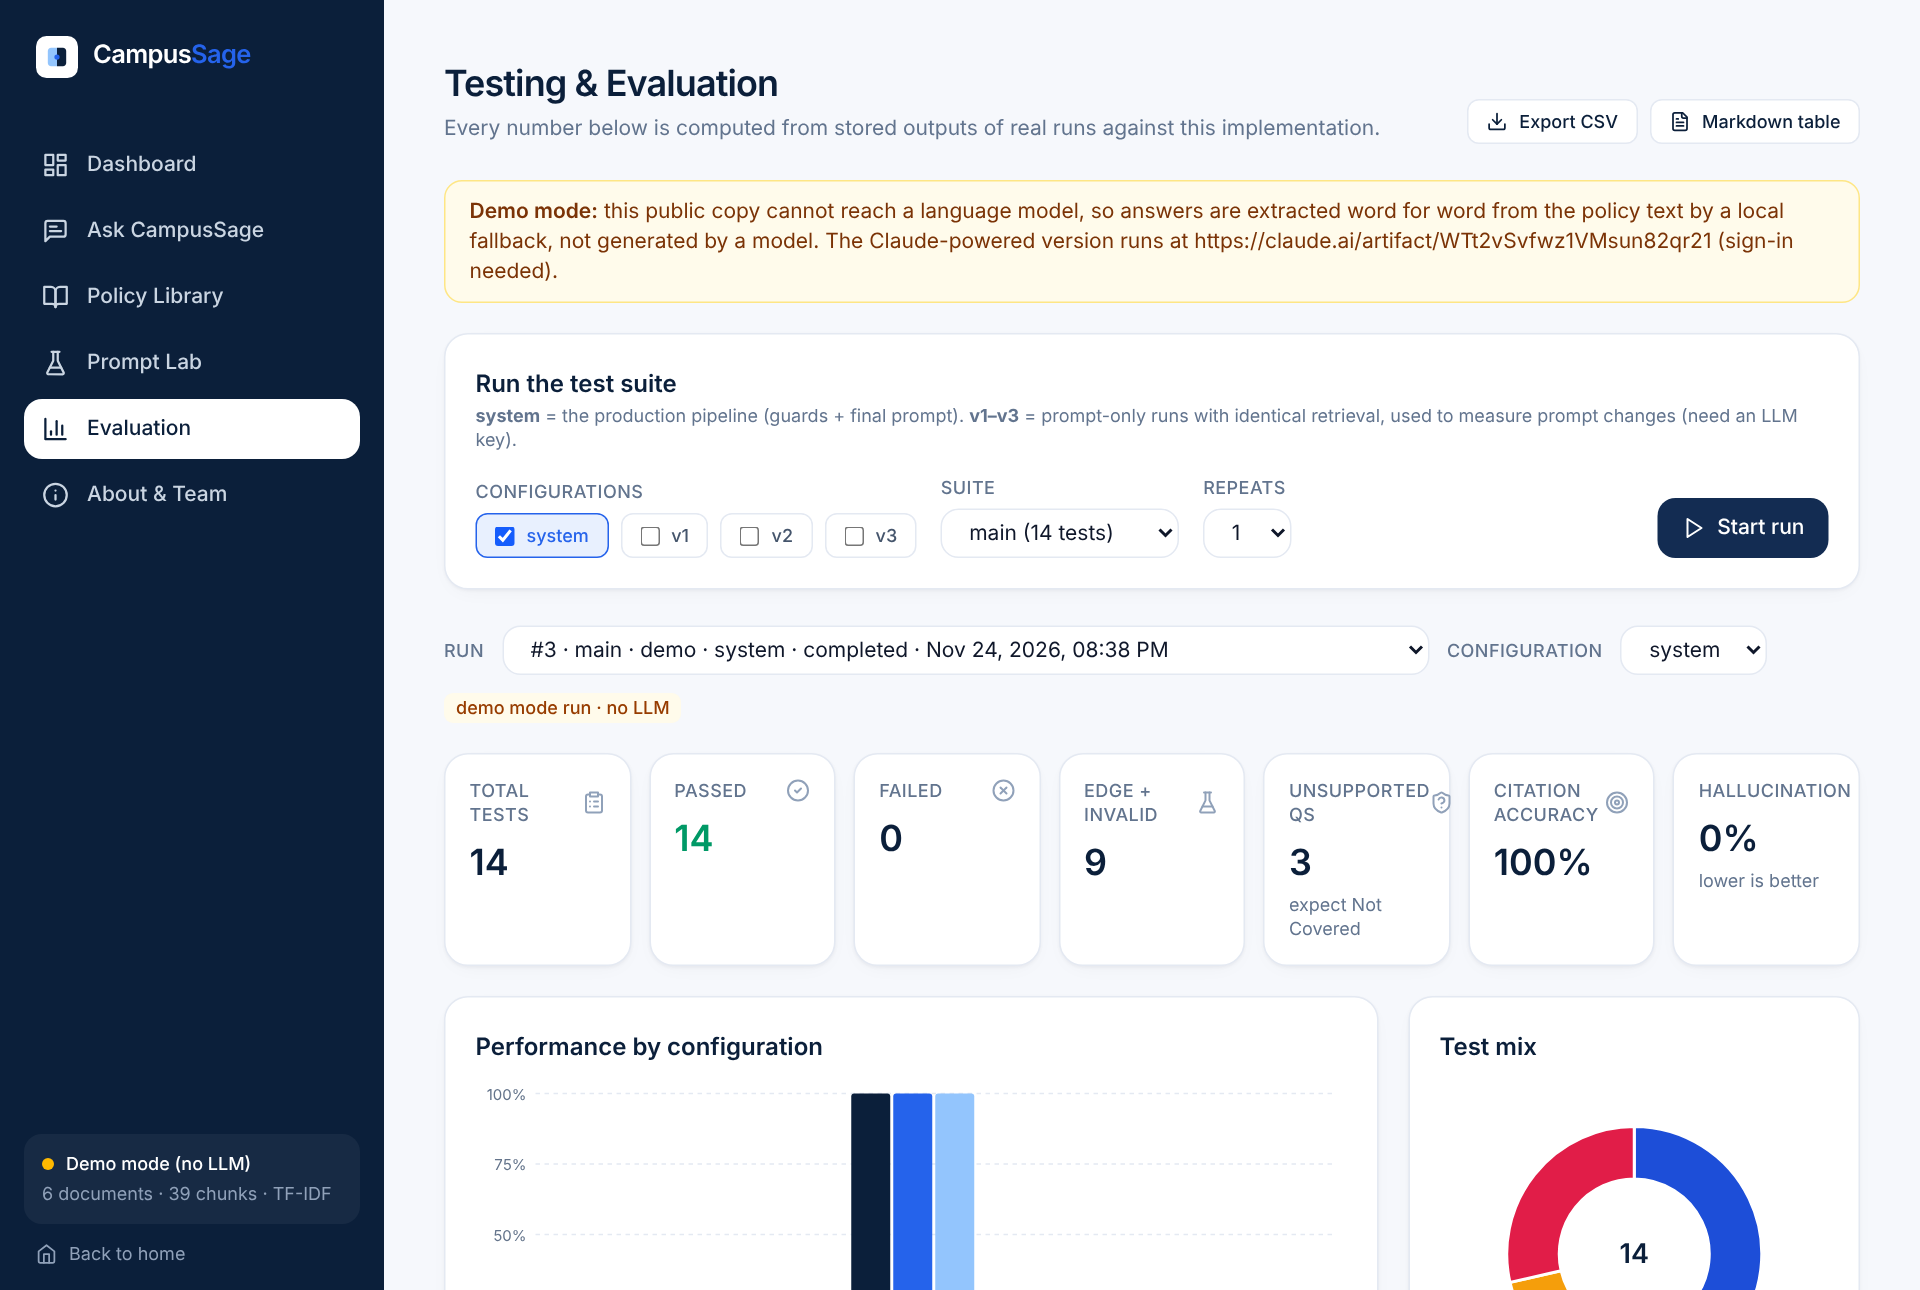 CampusSage
Dashboard
Ask CampusSage
Policy Library
Prompt Lab
Evaluation
About & Team
Demo mode (no LLM)
6 documents · 39 chunks · TF-IDF
Back to home
Testing & Evaluation
Every number below is computed from stored outputs of real runs against this implementation.
Export CSV
Markdown table
Demo mode: this public copy cannot reach a language model, so answers are extracted word for word from the policy text by a local
fallback, not generated by a model. The Claude-powered version runs at https://claude.ai/artifact/WTt2vSvfwz1VMsun82qr21 (sign-in
needed).
Run the test suite
system = the production pipeline (guards + final prompt). v1–v3 = prompt-only runs with identical retrieval, used to measure prompt changes (need an LLM
key).
CONFIGURATIONS
system
v1
v2
v3
SUITE
main (14 tests)
REPEATS
1
Start run
RUN
#3 · main · demo · system · completed · Nov 24, 2026, 08:38 PM
CONFIGURATION
system
demo mode run · no LLM
TOTAL
TESTS
14
PASSED
14
FAILED
0
EDGE +
INVALID
9
UNSUPPORTED
QS
3
expect Not
Covered
CITATION
ACCURACY
100%
HALLUCINATION
0%
lower is better
Performance by configuration
100%
75%
50%
Test mix
14